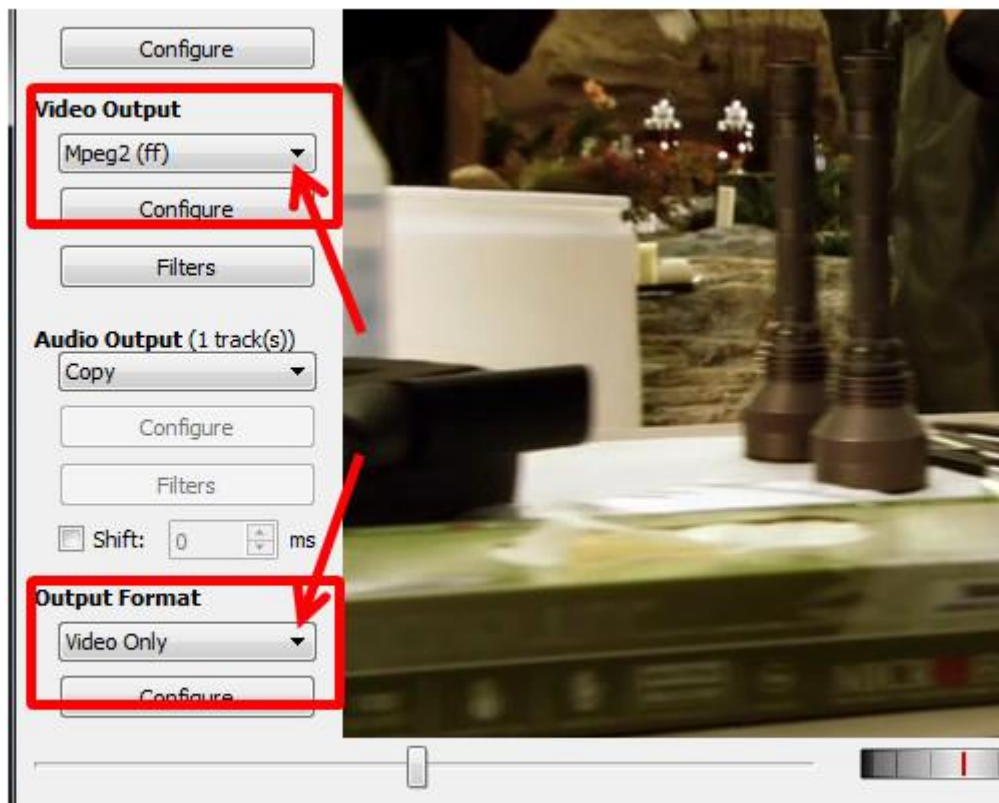 Configure
Video Output
Mpeg2 (ff)
Configure
Filters
Audio Output (1 track(s))
Copy
Configure
Filters
Shift: 0 ms
Output Format
Video Only
Configure